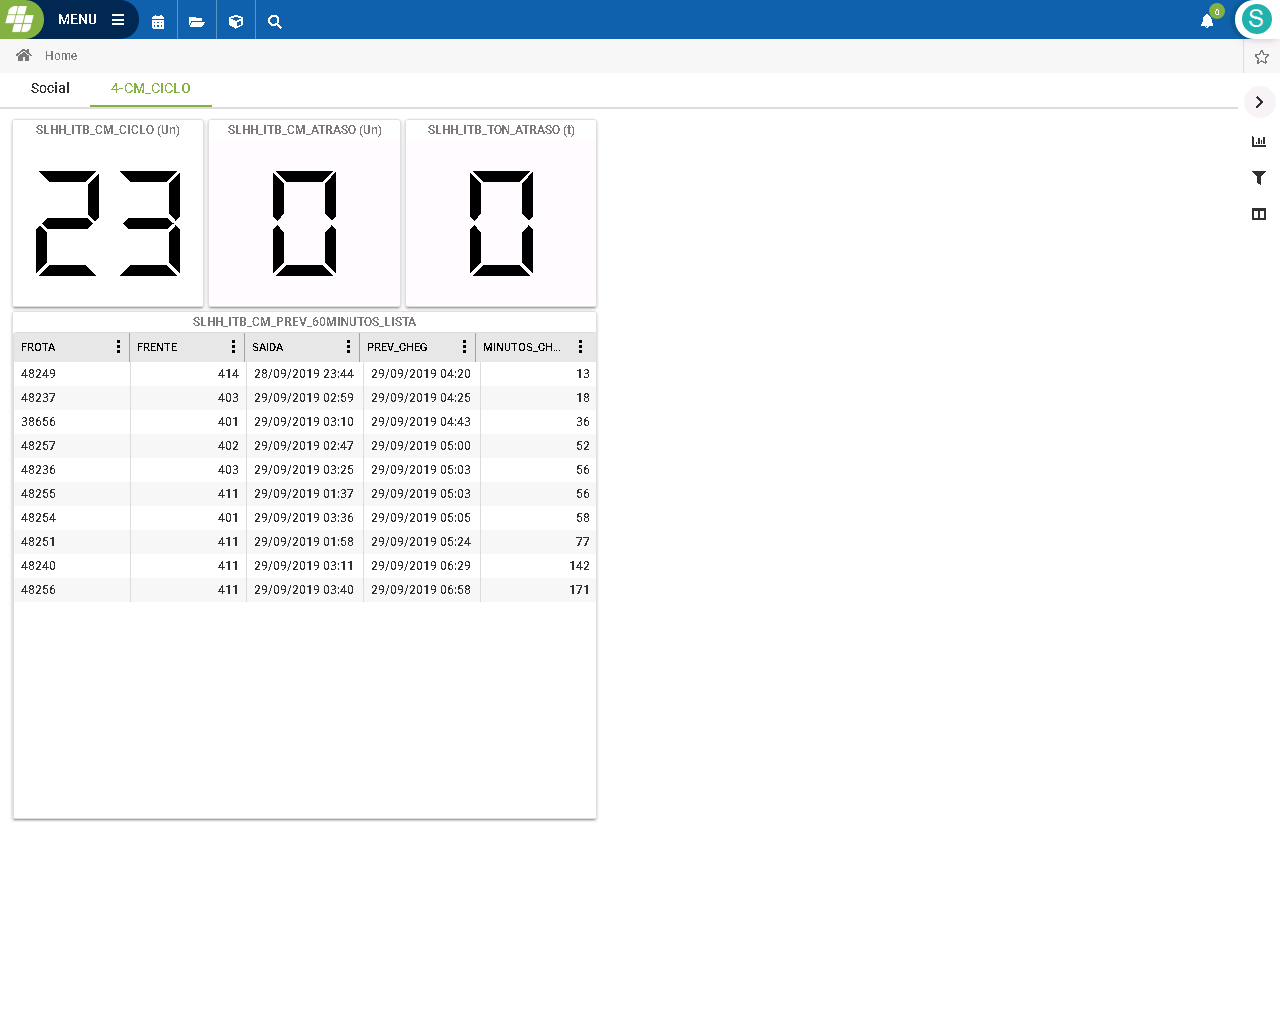 MENU
0
S
Home
Social 4-CM_CICLO
SLHH_ITB_CM_CICLO (Un) SLHH_ITB_CM_ATRASO (Un) SLHH_ITB_TON_ATRASO (t)
23 0 0
SLHH_ITB_CM_PREV_60MINUTOS_LISTA
FROTA FRENTE SAIDA PREV_CHEG MINUTOS_CH...
48249 414 28/09/2019 23:44 29/09/2019 04:20 13
48237 403 29/09/2019 02:59 29/09/2019 04:25 18
38656 401 29/09/2019 03:10 29/09/2019 04:43 36
48257 402 29/09/2019 02:47 29/09/2019 05:00 52
48236 403 29/09/2019 03:25 29/09/2019 05:03 56
48255 411 29/09/2019 01:37 29/09/2019 05:03 56
48254 401 29/09/2019 03:36 29/09/2019 05:05 58
48251 411 29/09/2019 01:58 29/09/2019 05:24 77
48240 411 29/09/2019 03:11 29/09/2019 06:29 142
48256 411 29/09/2019 03:40 29/09/2019 06:58 171